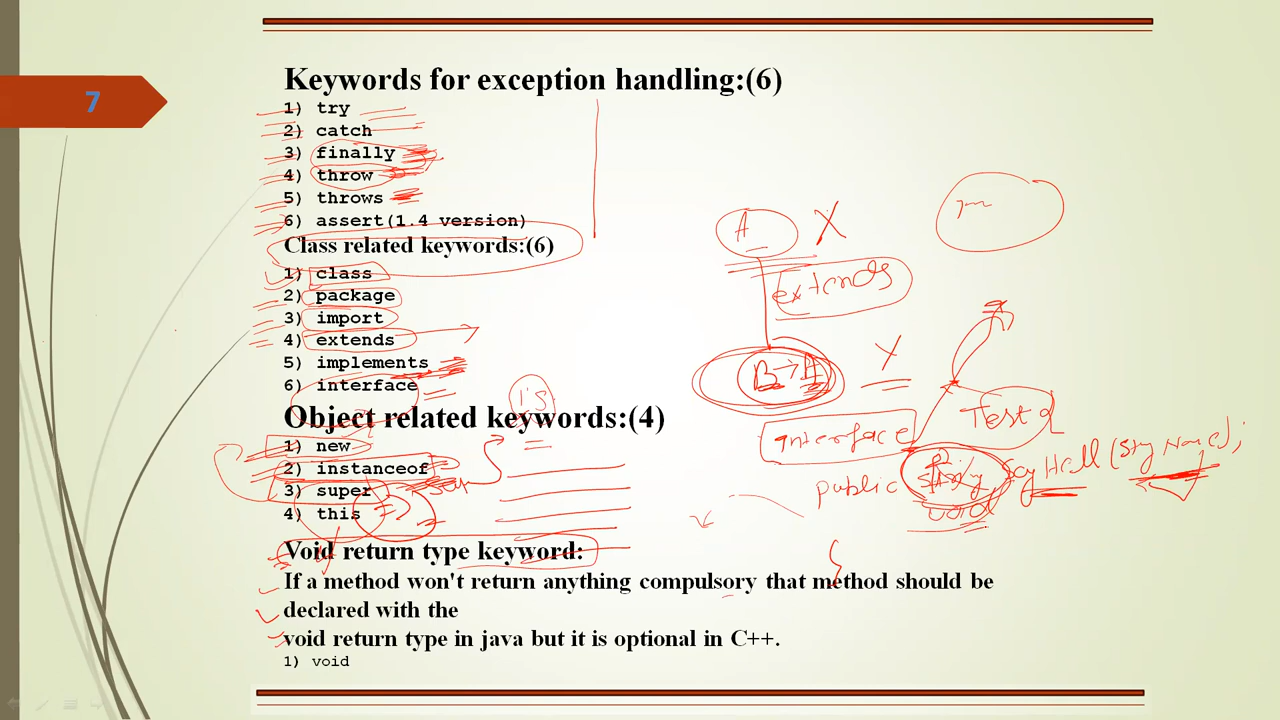 7
Keywords for exception handling:(6)
1) try
2) catch
3) finally
4) throw
5) throws
6) assert(1.4 version)
Class related keywords:(6)
1) class
2) package
3) import
4) extends
5) implements
6) interface
Object related keywords:(4)
1) new
2) instanceof
3) super
4) this
Void return type keyword:
If a method won't return anything compulsory that method should be
declared with the
void return type in java but it is optional in C++.
1) void
A X
extends
B → A
interface
Test
public
void